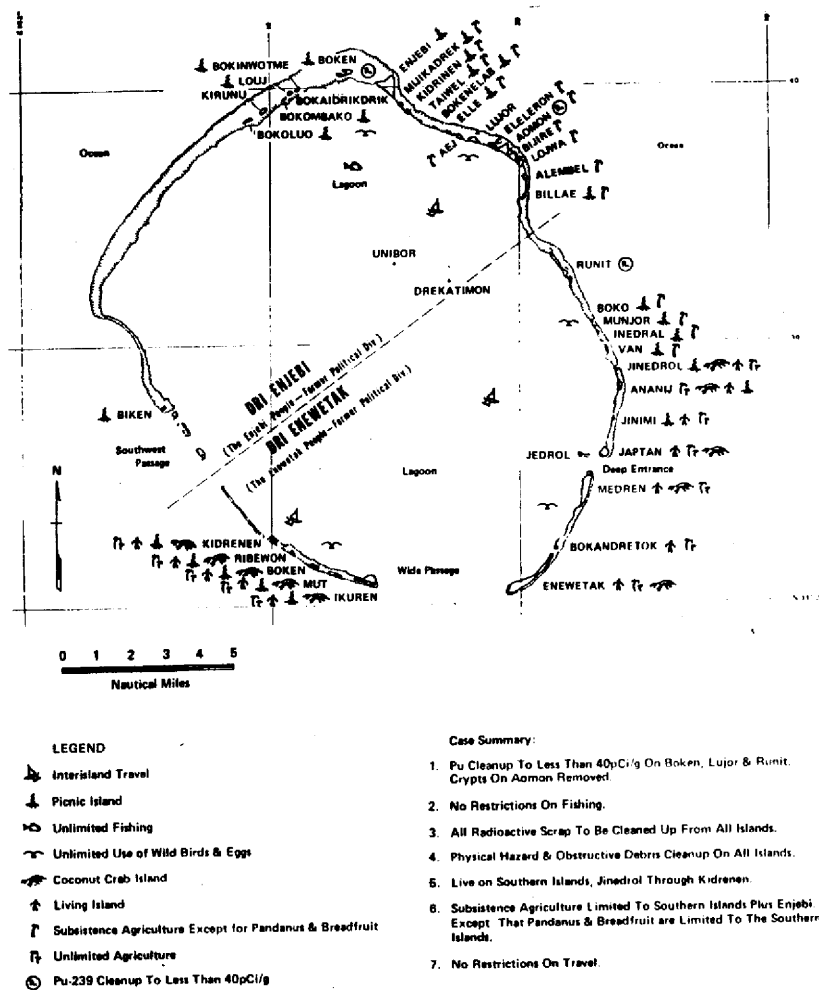 BOKINWOTME
BOKEN
LOUJ
KIRUNU
BOKAIDRIKDRIK
BOKOMBAKO
BOKOLUO
ENJEBI
MIJIKADREK
KIDRINEN
TAIWEL
BOKENELAB
ELLE
AEJ
LUJOR
ELELERON
AOMON
BIJIRE
LOJWA
ALEMBEL
BILLAE
Ocean
Lagoon
Ocean
UNIBOR
DREKATIMON
RUNIT
BOKO
MUNJOR
INEDRAL
VAN
JINEDROL
ANANIJ
JINIMI
JEDROL
JAPTAN
Deep Entrance
MEDREN
BOKANDRETOK
ENEWETAK
DRI ENJEBI
(The Enjebi People-Former Political Div.)
DRI ENEWETAK
(The Enewetak People-Former Political Div.)
BIKEN
Southwest
Passage
Lagoon
N
KIDRENEN
RIBEWON
BOKEN
MUT
IKUREN
Wide Passage
0 1 2 3 4 5
Nautical Miles
LEGEND
Interisland Travel
Picnic Island
Unlimited Fishing
Unlimited Use of Wild Birds & Eggs
Coconut Crab Island
Living Island
Subsistence Agriculture Except for Pandanus & Breadfruit
Unlimited Agriculture
Pu-239 Cleanup To Less Than 40pCi/g
Case Summary:
1. Pu Cleanup To Less Than 40pCi/g On Boken, Lujor & Runit.
Crypts On Aomon Removed.
2. No Restrictions On Fishing.
3. All Radioactive Scrap To Be Cleaned Up From All Islands.
4. Physical Hazard & Obstructive Debris Cleanup On All Islands.
5. Live on Southern Islands, Jinedrol Through Kidrenen.
6. Subsistence Agriculture Limited To Southern Islands Plus Enjebi.
Except That Pandanus & Breadfruit are Limited To The Southern
Islands.
7. No Restrictions On Travel.